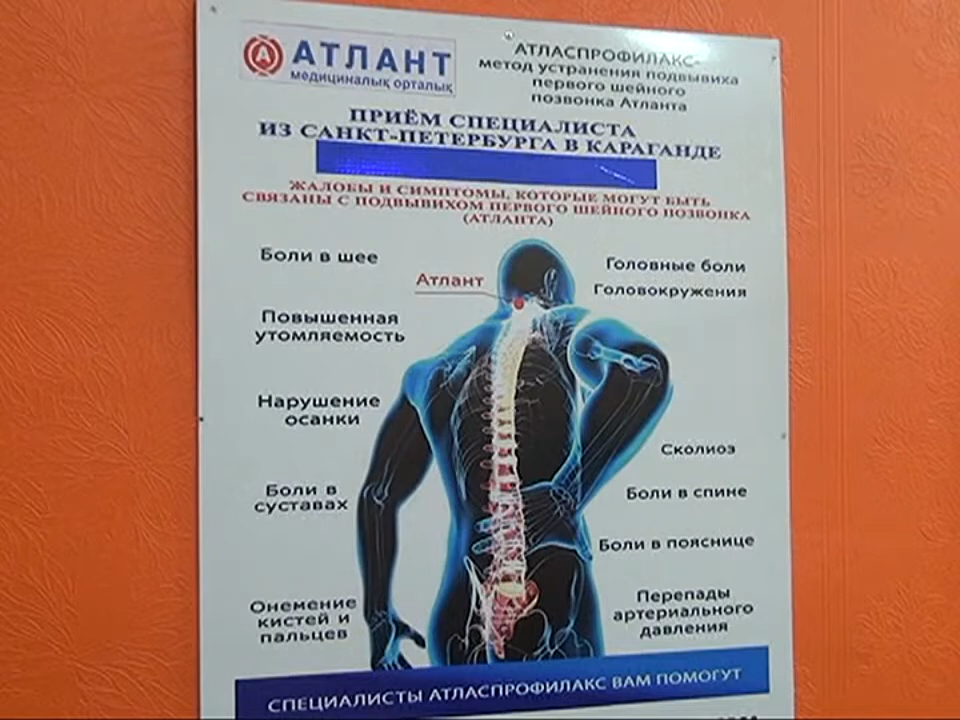 АТЛАНТ
медициналық орталық
АТЛАСПРОФИЛАКС-
метод устранения подвывиха
первого шейного
позвонка Атланта
ПРИЁМ СПЕЦИАЛИСТА
ИЗ САНКТ-ПЕТЕРБУРГА В КАРАГАНДЕ
ЖАЛОБЫ И СИМПТОМЫ, КОТОРЫЕ МОГУТ БЫТЬ
СВЯЗАНЫ С ПОДВЫВИХОМ ПЕРВОГО ШЕЙНОГО ПОЗВОНКА
(АТЛАНТА)
Боли в шее
Атлант
Головные боли
Головокружения
Повышенная
утомляемость
Нарушение
осанки
Сколиоз
Боли в
суставах
Боли в спине
Боли в пояснице
Онемение
кистей и
пальцев
Перепады
артериального
давления
СПЕЦИАЛИСТЫ АТЛАСПРОФИЛАКС ВАМ ПОМОГУТ